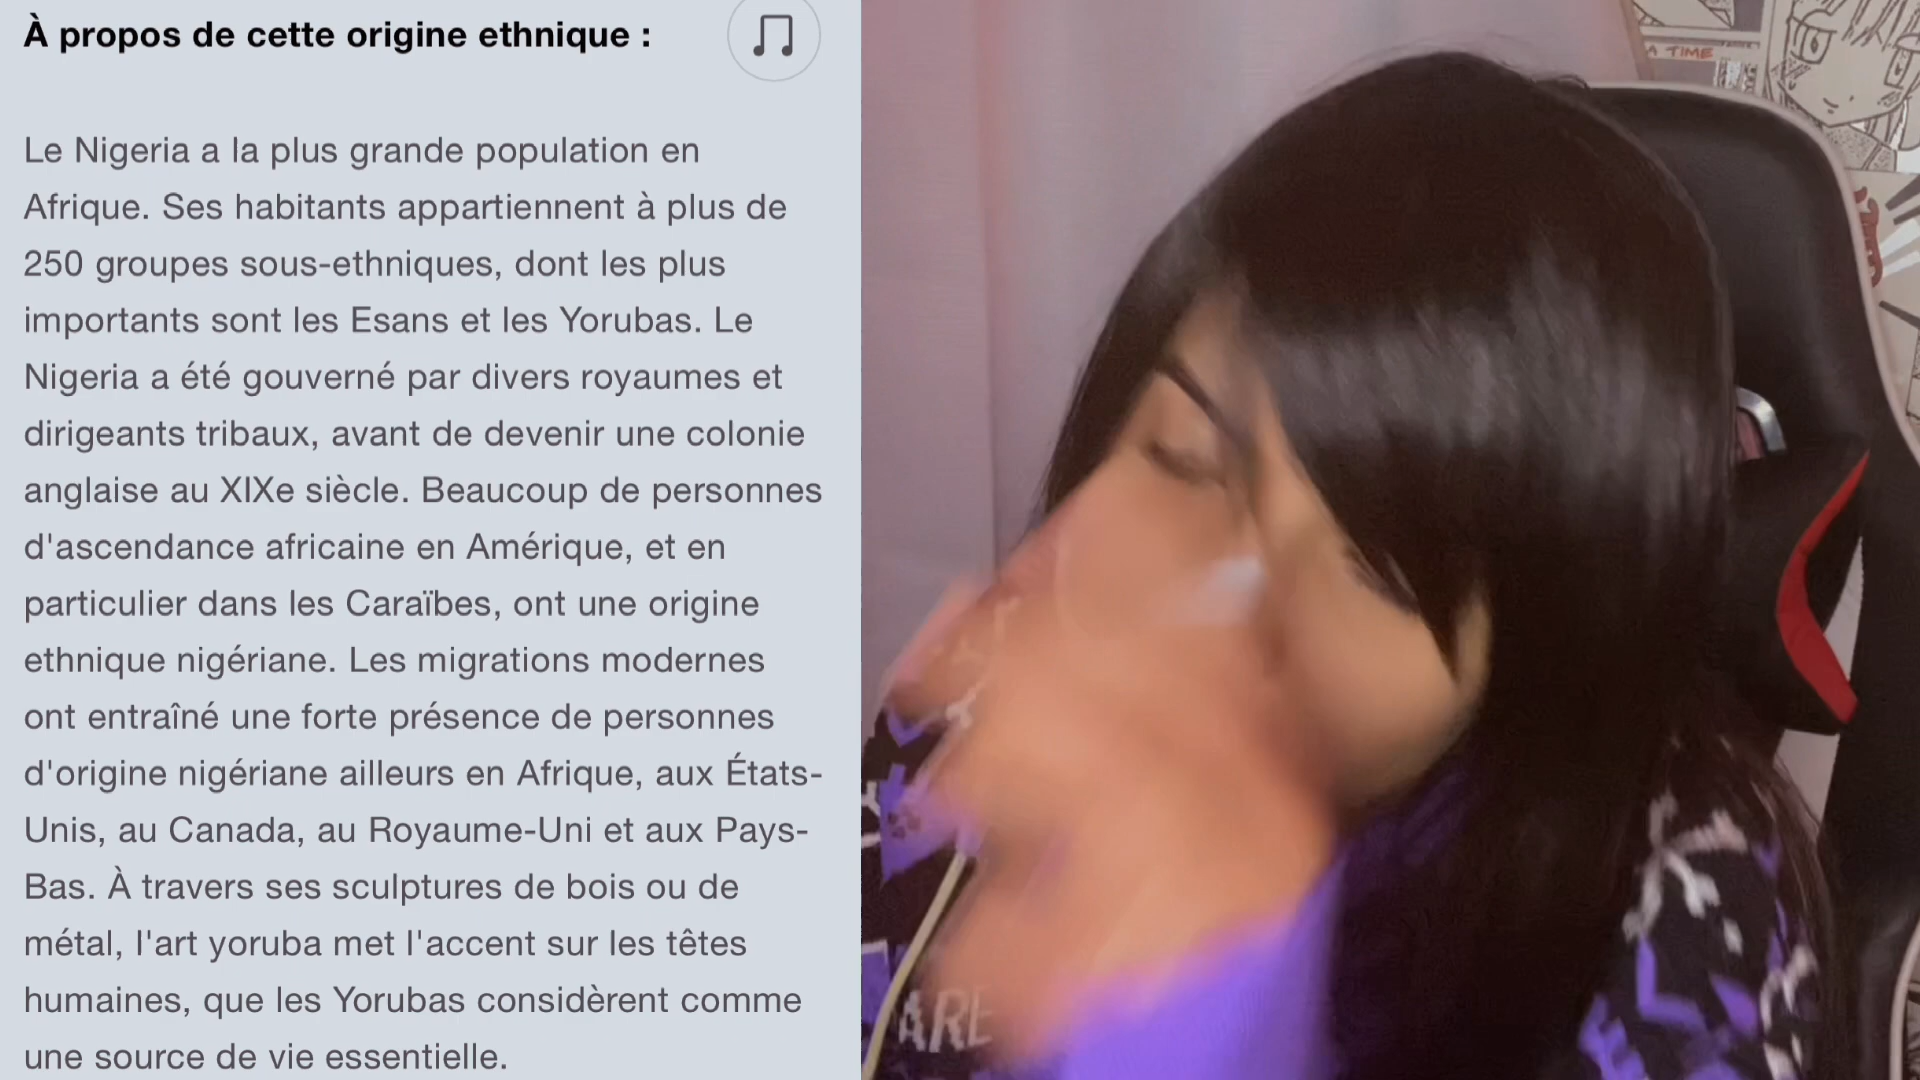 À propos de cette origine ethnique :
Le Nigeria a la plus grande population en
Afrique. Ses habitants appartiennent à plus de
250 groupes sous-ethniques, dont les plus
importants sont les Esans et les Yorubas. Le
Nigeria a été gouverné par divers royaumes et
dirigeants tribaux, avant de devenir une colonie
anglaise au XIXe siècle. Beaucoup de personnes
d'ascendance africaine en Amérique, et en
particulier dans les Caraïbes, ont une origine
ethnique nigériane. Les migrations modernes
ont entraîné une forte présence de personnes
d'origine nigériane ailleurs en Afrique, aux États-
Unis, au Canada, au Royaume-Uni et aux Pays-
Bas. À travers ses sculptures de bois ou de
métal, l'art yoruba met l'accent sur les têtes
humaines, que les Yorubas considèrent comme
une source de vie essentielle.
A TIME
ARE